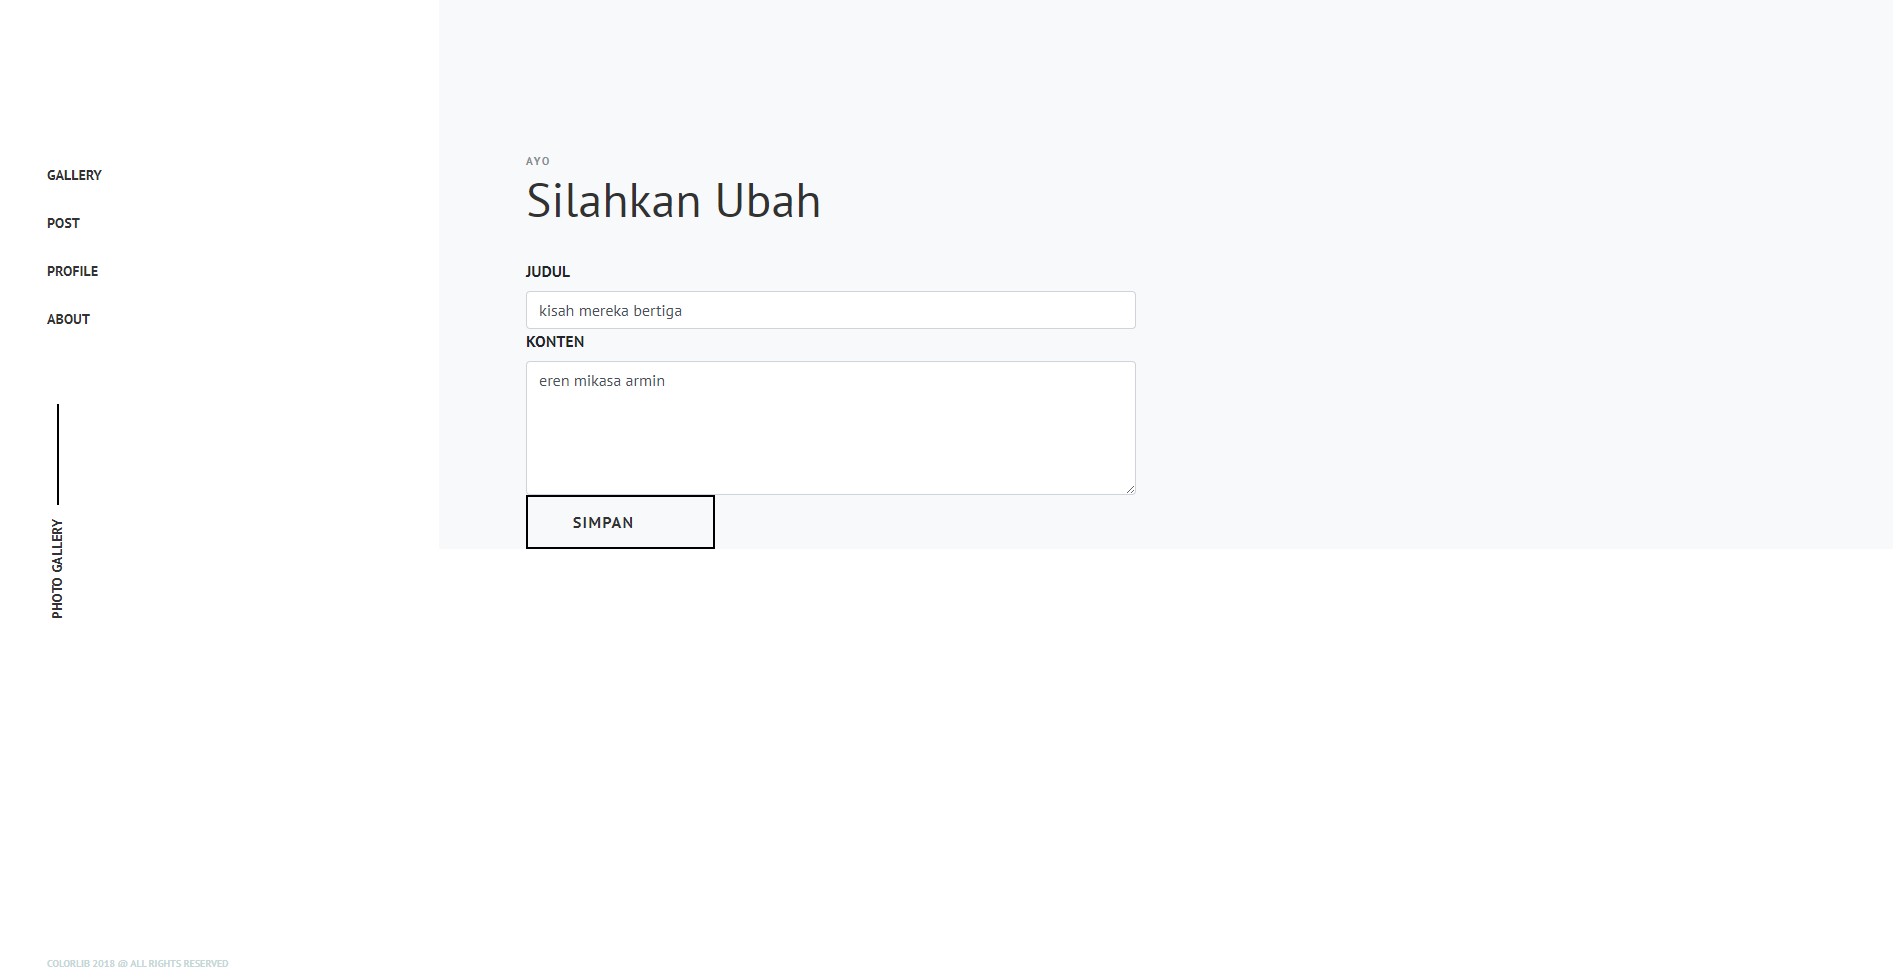 GALLERY
POST
PROFILE
ABOUT
PHOTO GALLERY
COLORLIB 2018 @ ALL RIGHTS RESERVED
AYO
Silahkan Ubah
JUDUL
kisah mereka bertiga
KONTEN
eren mikasa armin
SIMPAN